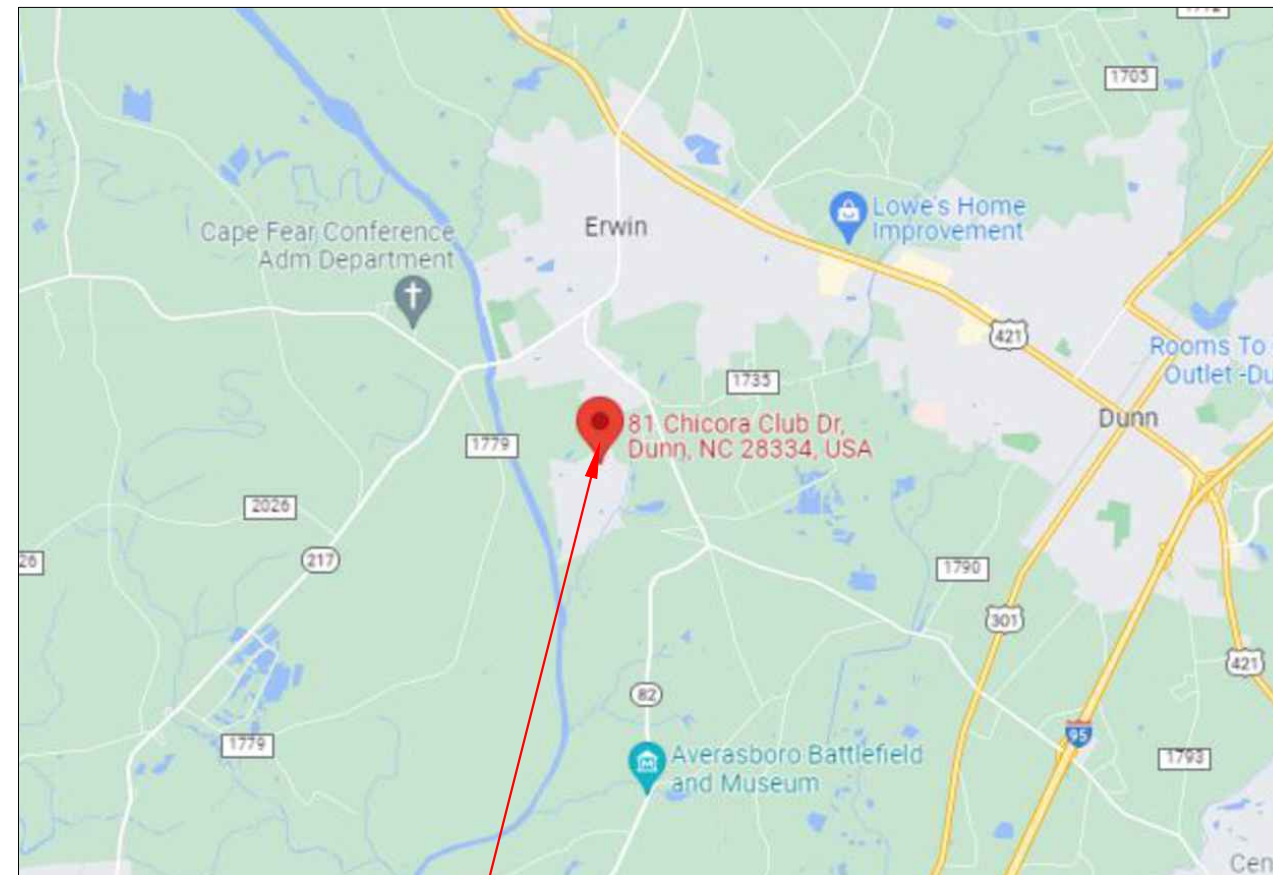 1705
Lowe's Home
Improvement
Erwin
Cape Fear Conference
Adm Department
421
Rooms To
Outlet -Du
1735
Dunn
81 Chicora Club Dr,
Dunn, NC 28334, USA
1779
2026
26
217
1790
301
421
82
95
1779
Averasboro Battlefield
and Museum
1793
Cen